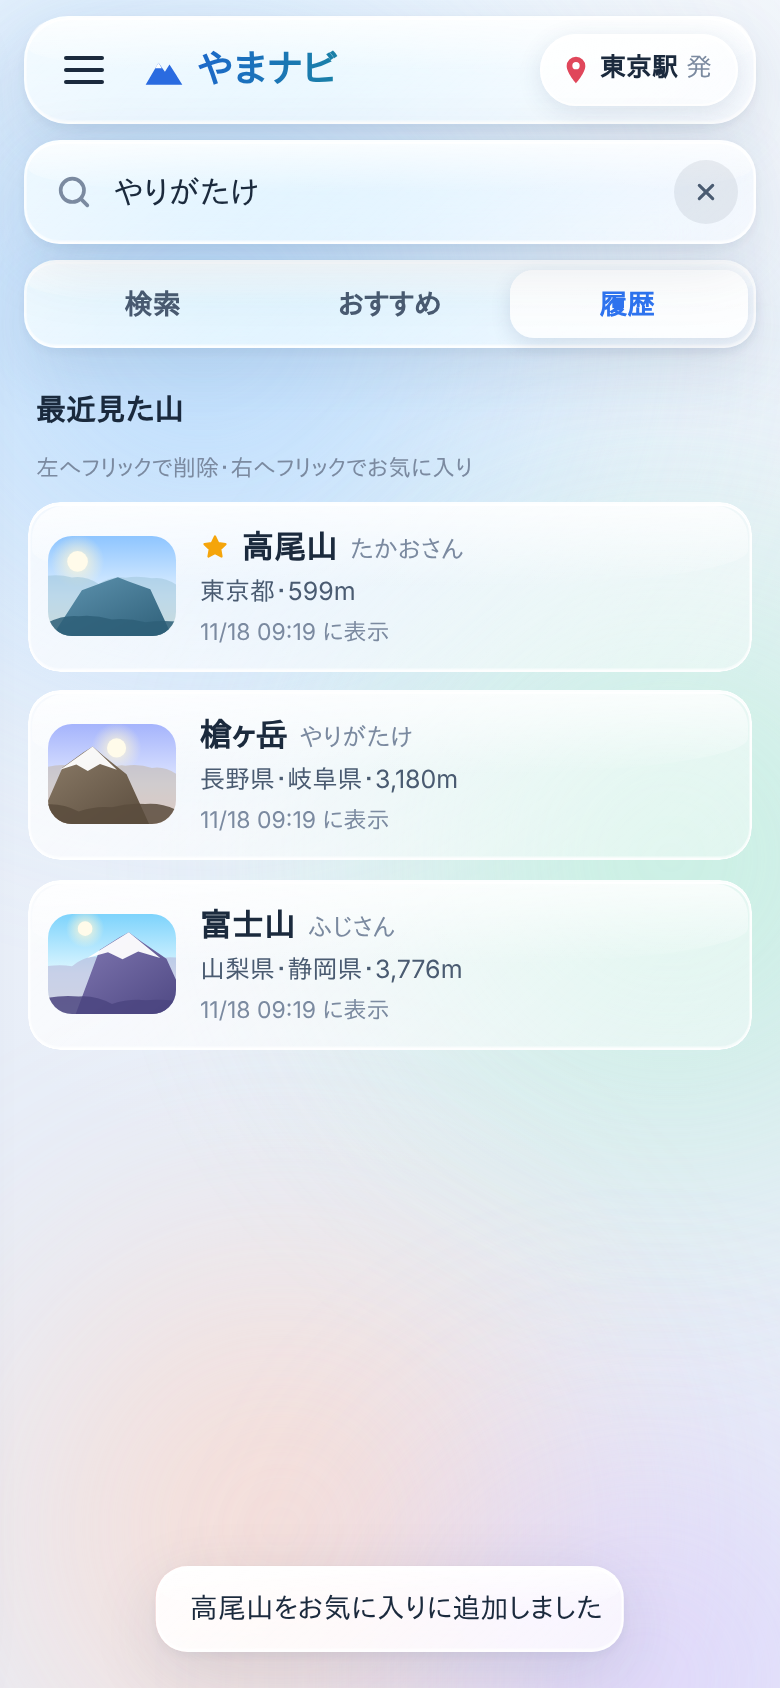 やまナビ
東京駅 発
やりがたけ
検索 おすすめ 履歴
最近見た山
左へフリックで削除·右へフリックでお気に入り
高尾山 たかおさん
東京都·599m
11/18 09:19 に表示
槍ヶ岳 やりがたけ
長野県·岐阜県·3,180m
11/18 09:19 に表示
富士山 ふじさん
山梨県·静岡県·3,776m
11/18 09:19 に表示
高尾山をお気に入りに追加しました